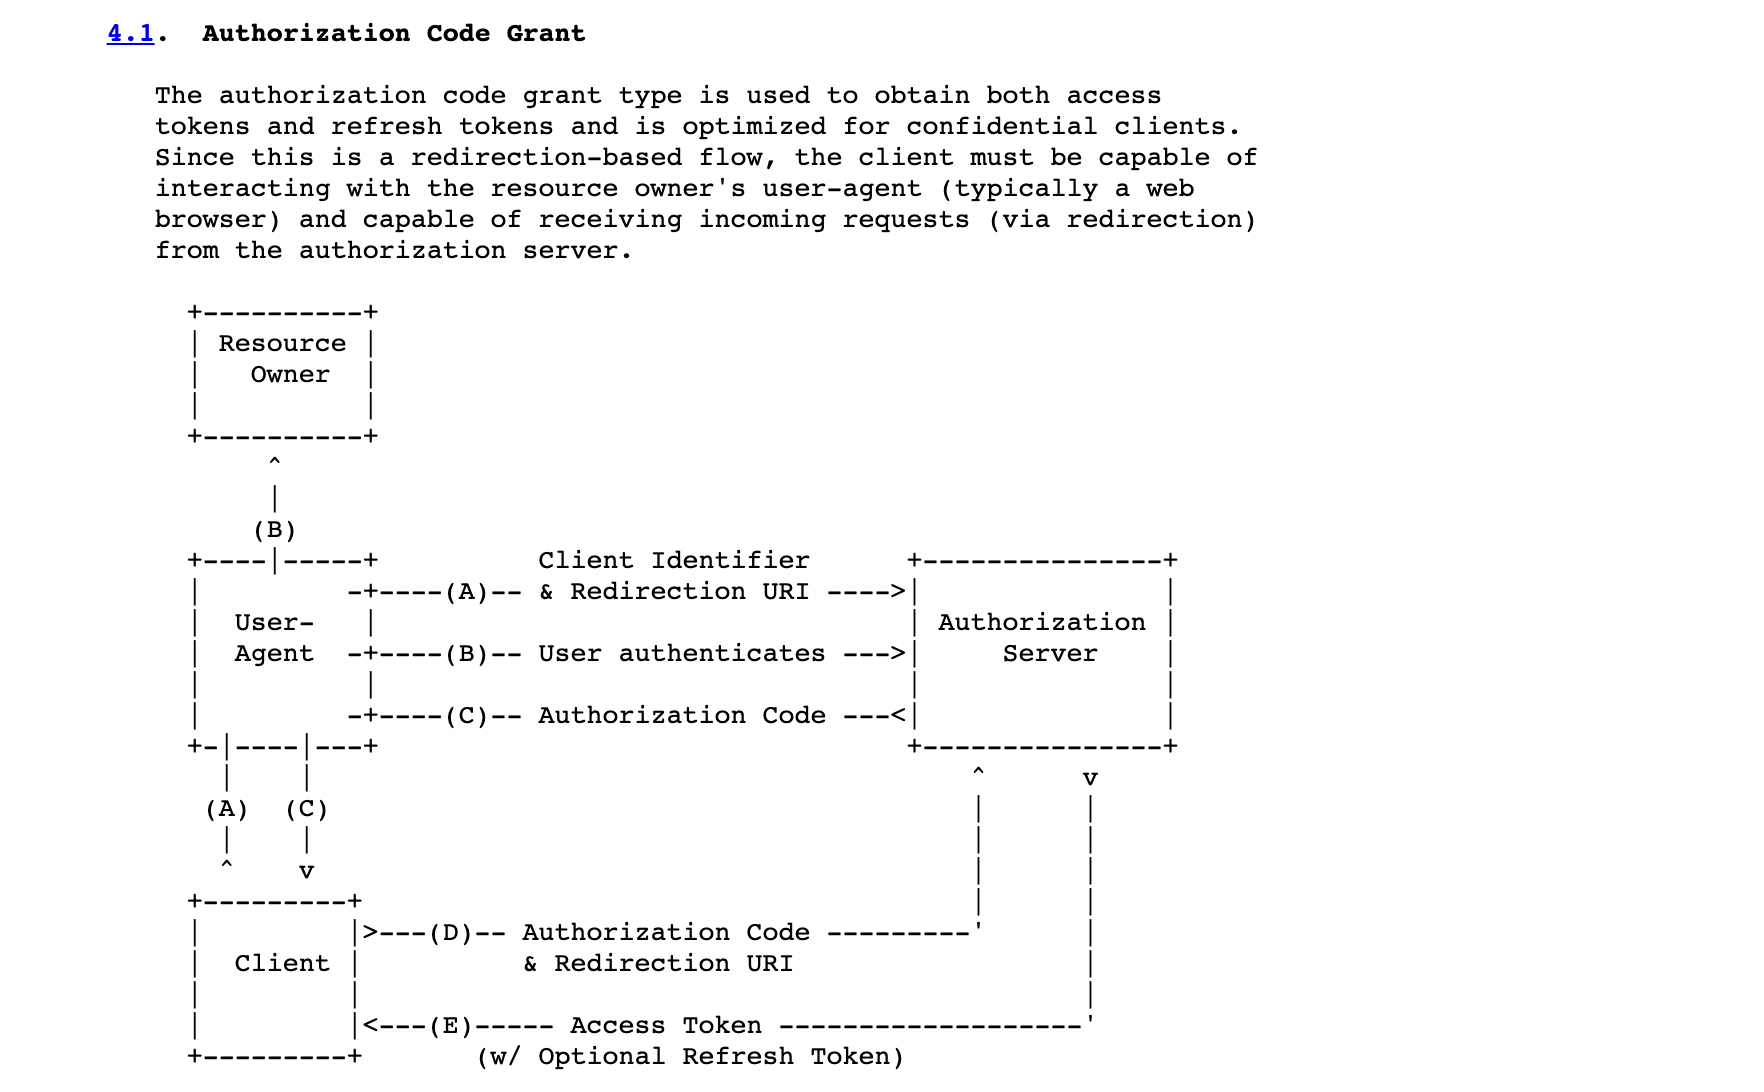 4.1.  Authorization Code Grant

   The authorization code grant type is used to obtain both access
   tokens and refresh tokens and is optimized for confidential clients.
   Since this is a redirection-based flow, the client must be capable of
   interacting with the resource owner's user-agent (typically a web
   browser) and capable of receiving incoming requests (via redirection)
   from the authorization server.

     +----------+
     | Resource |
     |   Owner  |
     |          |
     +----------+
          ^
          |
         (B)
     +----|-----+          Client Identifier      +---------------+
     |         -+----(A)-- & Redirection URI ---->|               |
     |  User-   |                                 | Authorization |
     |  Agent  -+----(B)-- User authenticates --->|     Server    |
     |          |                                 |               |
     |         -+----(C)-- Authorization Code ---<|               |
     +-|----|---+                                 +---------------+
       |    |                                         ^      v
      (A)  (C)                                        |      |
       |    |                                         |      |
       ^    v                                         |      |
     +---------+                                      |      |
     |         |>---(D)-- Authorization Code ---------'      |
     |  Client |          & Redirection URI                  |
     |         |                                             |
     |         |<---(E)----- Access Token -------------------'
     +---------+       (w/ Optional Refresh Token)